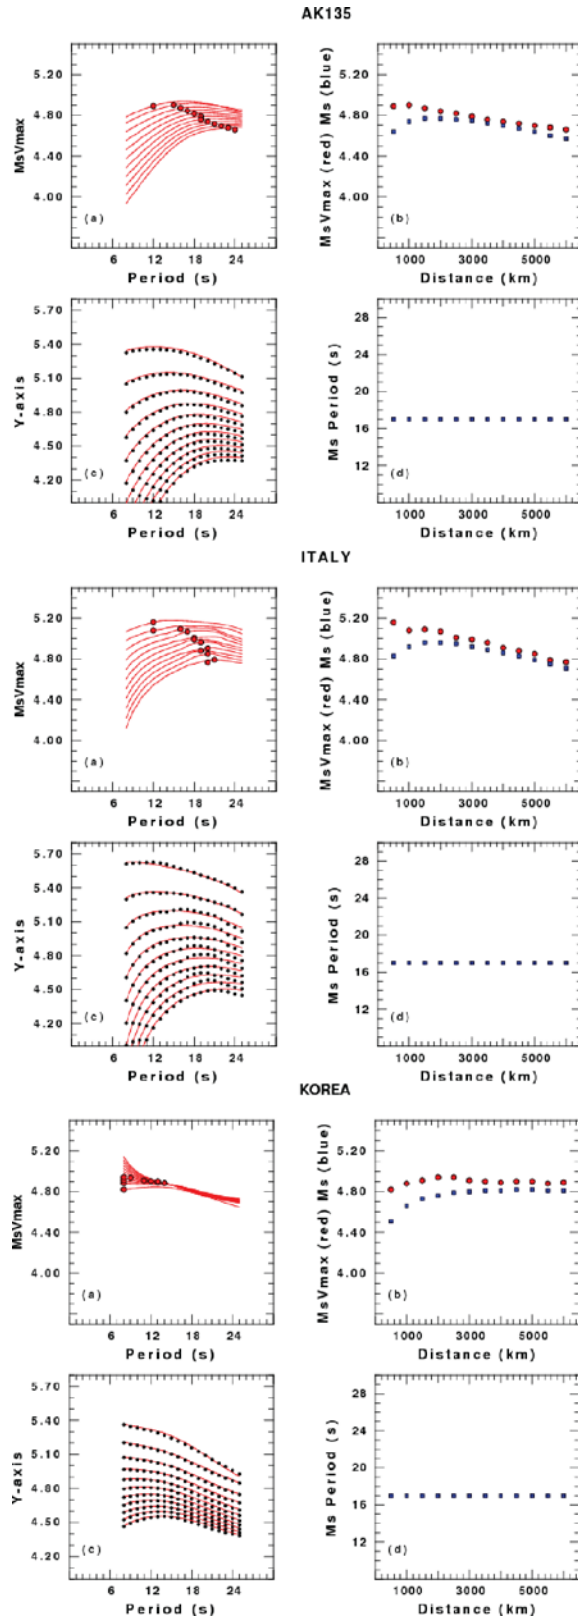 AK135
5.20
4.80
4.40
4.00
MsVmax
(a)
6 12 18 24
Period (s)
5.20
4.80
4.40
4.00
MsVmax (red) Ms (blue)
(b)
1000 3000 5000
Distance (km)
5.70
5.40
5.10
4.80
4.50
4.20
Y-axis
(c)
6 12 18 24
Period (s)
28
24
20
16
12
Ms Period (s)
(d)
1000 3000 5000
Distance (km)
ITALY
5.20
4.80
4.00
MsVmax
(a)
6 12 18 24
Period (s)
5.20
4.80
4.00
MsVmax (red) Ms (blue)
(b)
1000 3000 5000
Distance (km)
5.70
5.40
5.10
4.80
4.50
4.20
Y-axis
(c)
6 12 18 24
Period (s)
28
24
20
16
12
Ms Period (s)
(d)
1000 3000 5000
Distance (km)
KOREA
5.20
4.80
4.00
MsVmax
(a)
6 12 18 24
Period (s)
5.20
4.80
4.00
MsVmax (red) Ms (blue)
(b)
1000 3000 5000
Distance (km)
5.70
5.40
5.10
4.80
4.50
4.20
Y-axis
(c)
6 12 18 24
Period (s)
28
24
20
16
12
Ms Period (s)
(d)
1000 3000 5000
Distance (km)